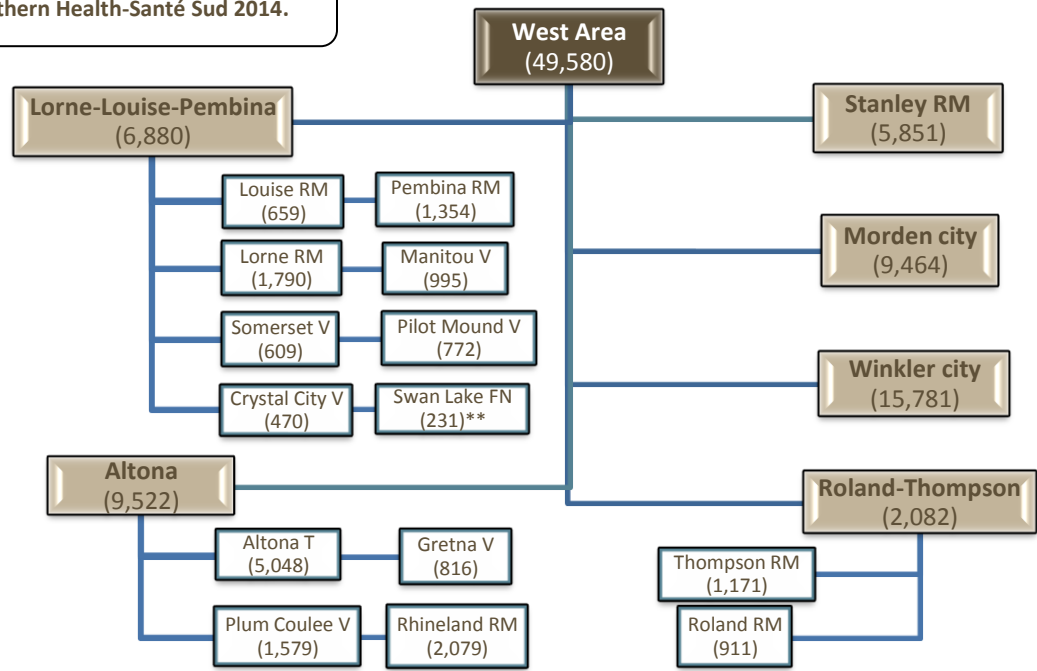 Southern Health-Santé Sud 2014.
West Area
(49,580)
Lorne-Louise-Pembina
(6,880)
Stanley RM
(5,851)
Louise RM
(659)
Pembina RM
(1,354)
Lorne RM
(1,790)
Manitou V
(995)
Morden city
(9,464)
Somerset V
(609)
Pilot Mound V
(772)
Crystal City V
(470)
Swan Lake FN
(231)**
Winkler city
(15,781)
Altona
(9,522)
Roland-Thompson
(2,082)
Altona T
(5,048)
Gretna V
(816)
Plum Coulee V
(1,579)
Rhineland RM
(2,079)
Thompson RM
(1,171)
Roland RM
(911)